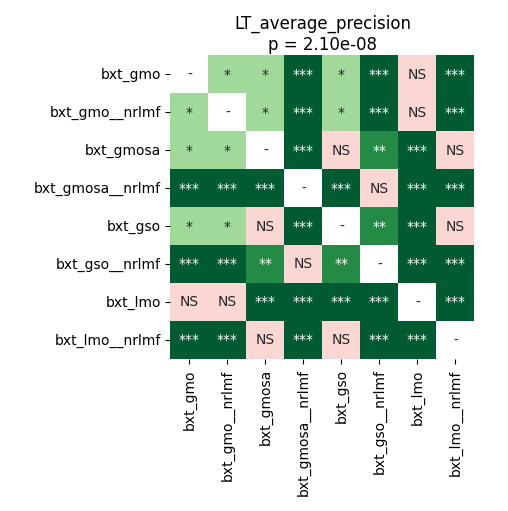 LT_average_precision
p = 2.10e-08
bxt_gmo - * * *** * *** NS ***
bxt_gmo__nrlmf * - * *** * *** NS ***
bxt_gmosa * * - *** NS ** *** NS
bxt_gmosa__nrlmf *** *** *** - *** NS *** ***
bxt_gso * * NS *** - ** *** NS
bxt_gso__nrlmf *** *** ** NS ** - *** ***
bxt_lmo NS NS *** *** *** *** - ***
bxt_lmo__nrlmf *** *** NS *** NS *** *** -
bxt_gmo
bxt_gmo__nrlmf
bxt_gmosa
bxt_gmosa__nrlmf
bxt_gso
bxt_gso__nrlmf
bxt_lmo
bxt_lmo__nrlmf